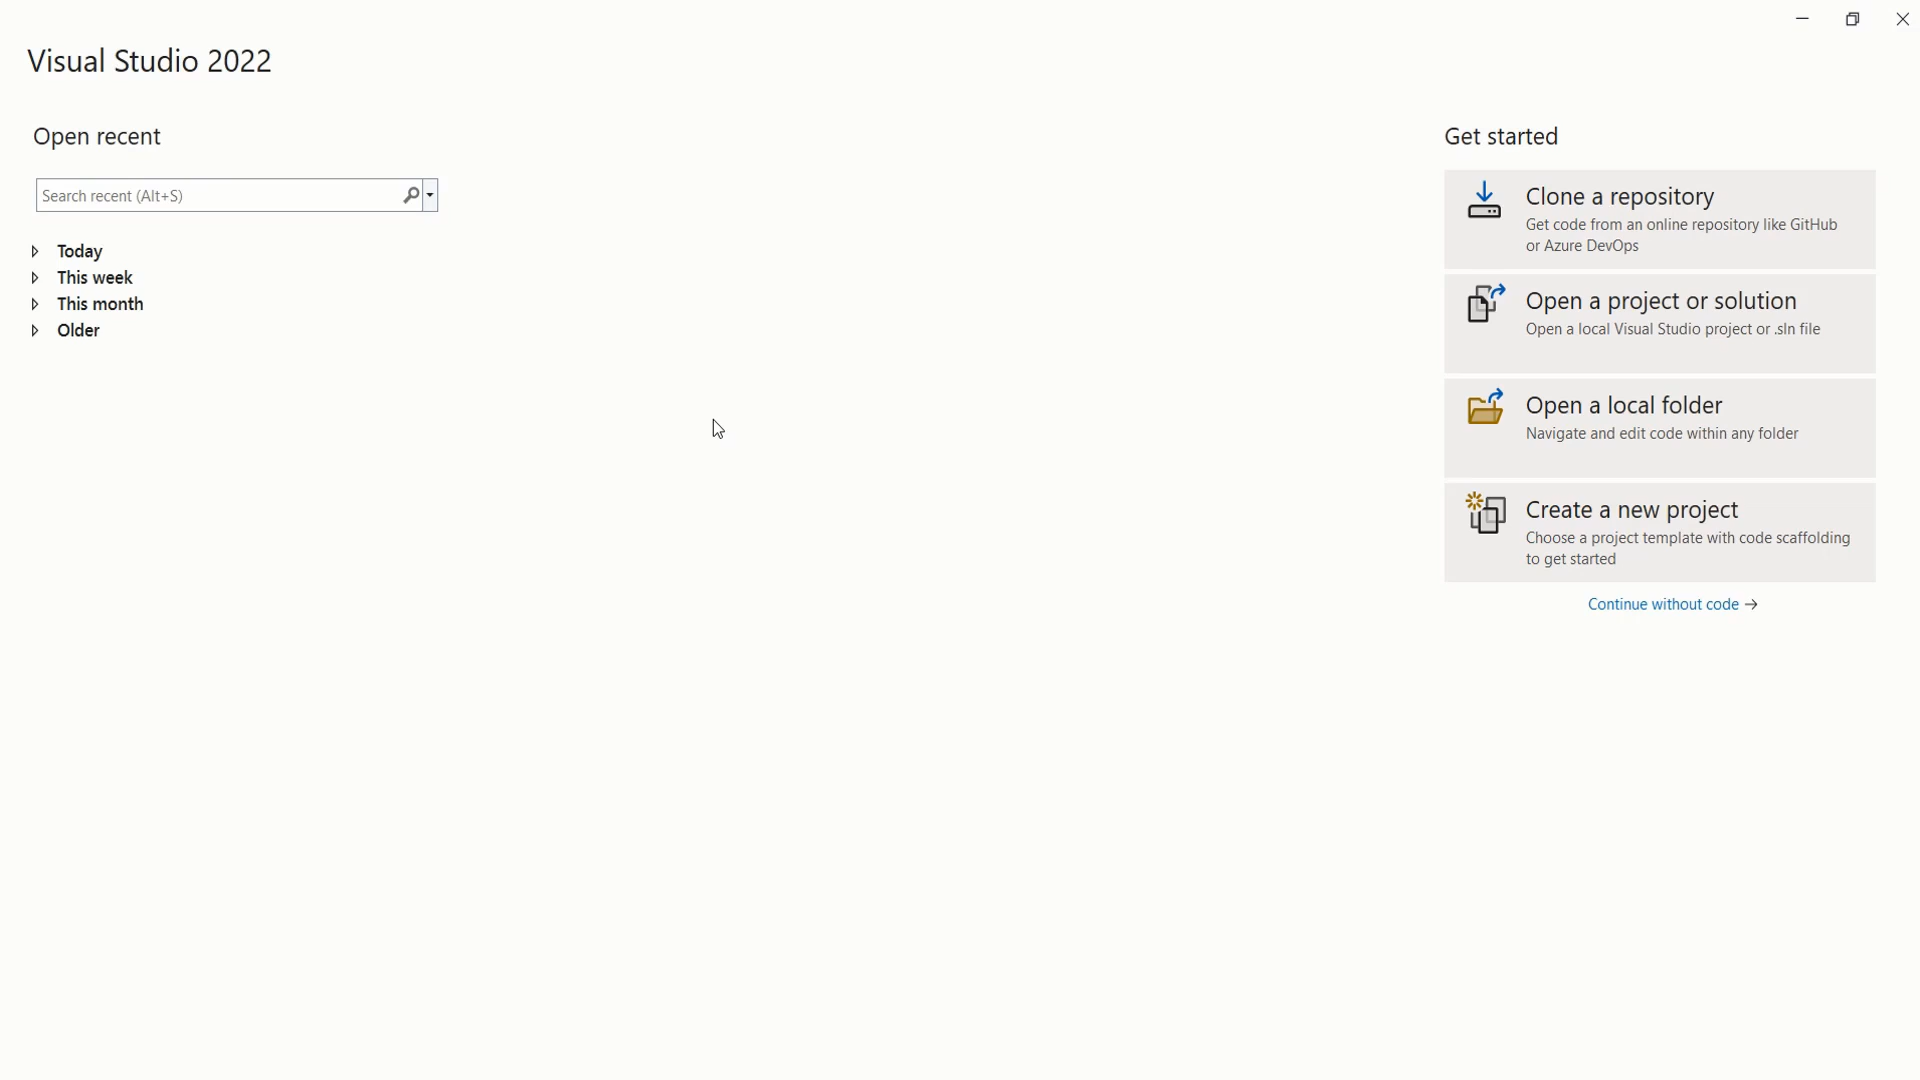 Visual Studio 2022
Open recent
Search recent (Alt+S)
Today
This week
This month
Older
Get started
Clone a repository
Get code from an online repository like GitHub
or Azure DevOps
Open a project or solution
Open a local Visual Studio project or .sln file
Open a local folder
Navigate and edit code within any folder
Create a new project
Choose a project template with code scaffolding
to get started
Continue without code →